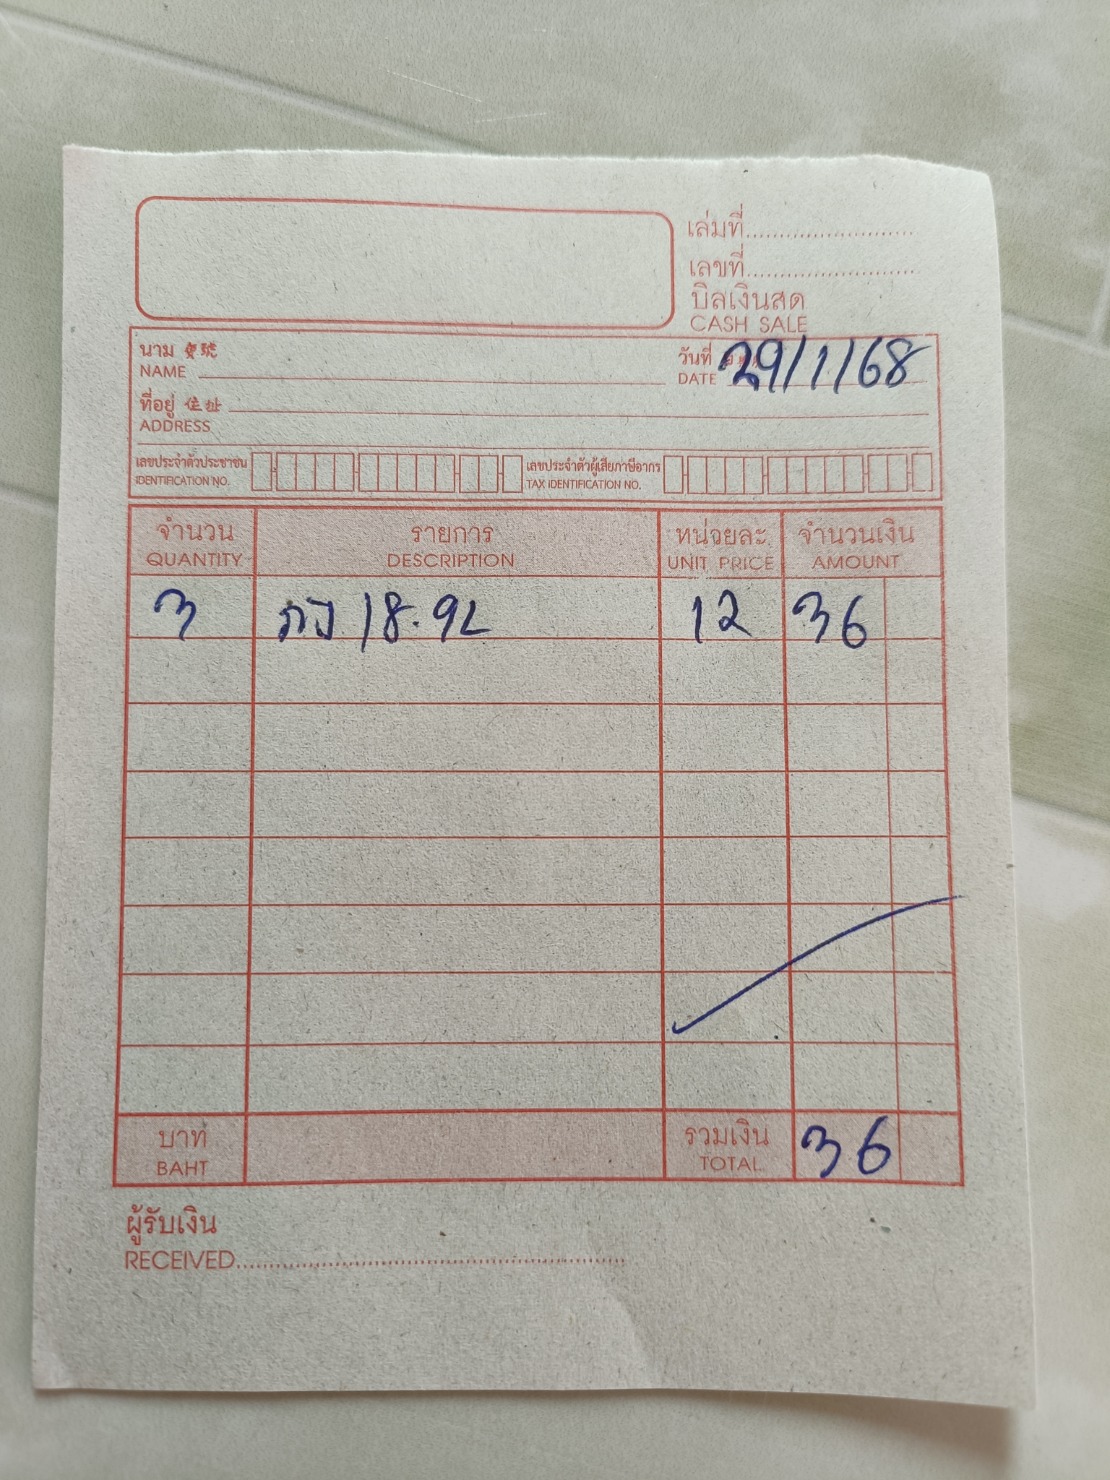 เล่มที่
เลขที่
บิลเงินสด
CASH SALE
นาม
NAME
วันที่ 29/1/68
DATE
ที่อยู่ 住址
ADDRESS
เลขประจำตัวประชาชน
IDENTIFICATION NO.
เลขประจำตัวผู้เสียภาษีอากร
TAX IDENTIFICATION NO.
จำนวน รายการ หน่วยละ จำนวนเงิน
QUANTITY DESCRIPTION UNIT PRICE AMOUNT
3 18.9L 12 36
บาท รวมเงิน 36
BAHT TOTAL
ผู้รับเงิน
RECEIVED